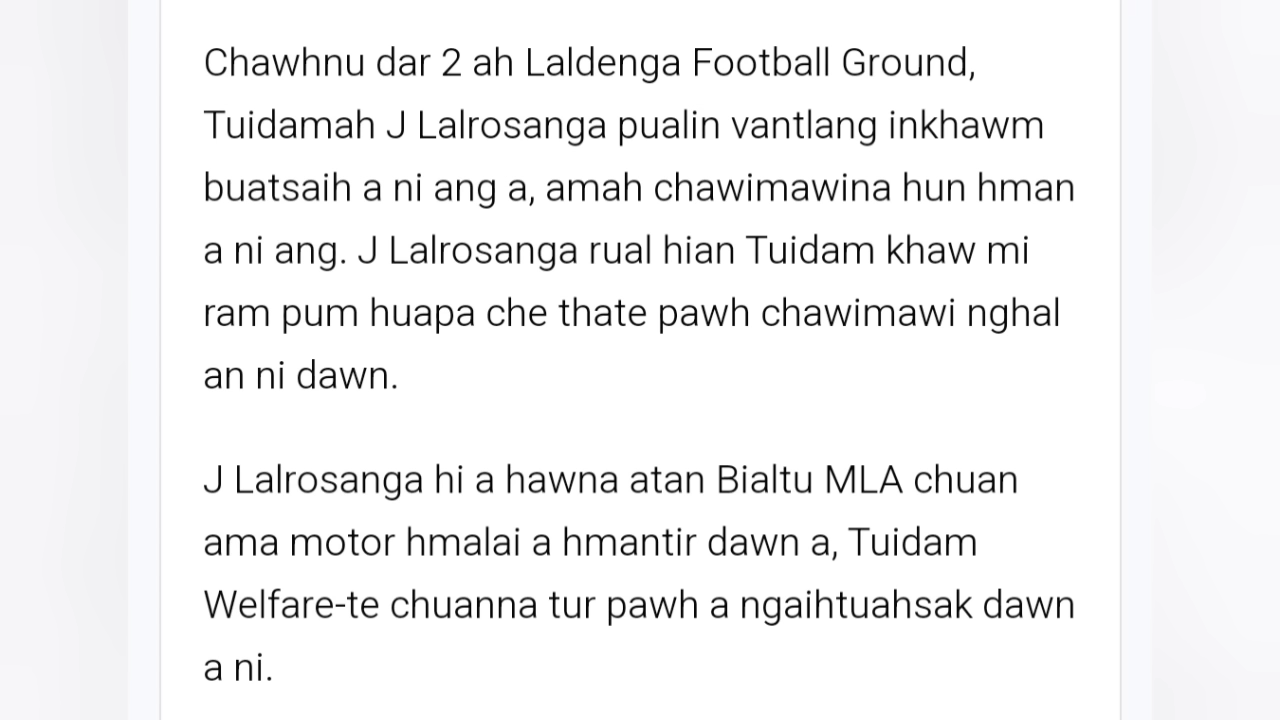 Chawhnu dar 2 ah Laldenga Football Ground,
Tuidamah J Lalrosanga pualin vantlang inkhawm
buatsaih a ni ang a, amah chawimawina hun hman
a ni ang. J Lalrosanga rual hian Tuidam khaw mi
ram pum huapa che thate pawh chawimawi nghal
an ni dawn.
J Lalrosanga hi a hawna atan Bialtu MLA chuan
ama motor hmalai a hmantir dawn a, Tuidam
Welfare-te chuanna tur pawh a ngaihtuahsak dawn
a ni.